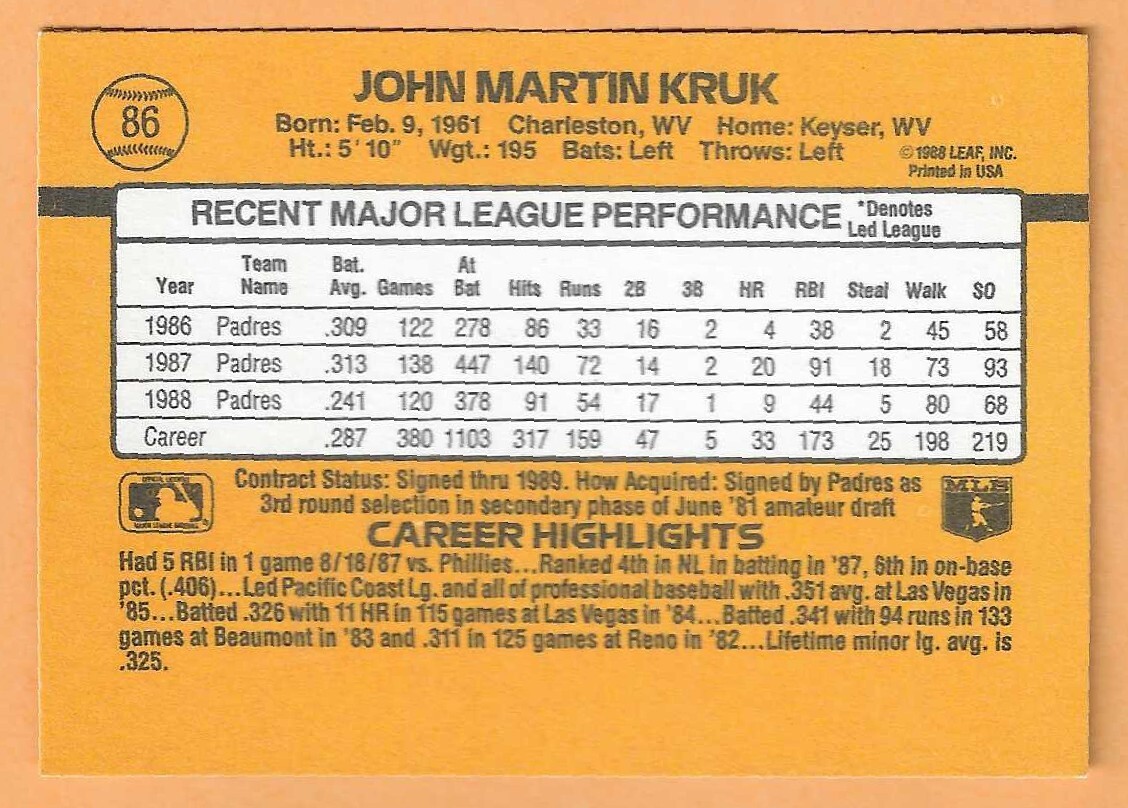 86
JOHN MARTIN KRUK
Born: Feb. 9, 1961 Charleston, WV Home: Keyser, WV
Ht.: 5' 10" Wgt.: 195 Bats: Left Throws: Left
©1988 LEAF, INC.
Printed in USA
RECENT MAJOR LEAGUE PERFORMANCE *Denotes Led League
Year Team Name Bat. Avg. Games At Bat Hits Runs 2B 3B HR RBI Steal Walk SO
1986 Padres .309 122 278 86 33 16 2 4 38 2 45 58
1987 Padres .313 138 447 140 72 14 2 20 91 18 73 93
1988 Padres .241 120 378 91 54 17 1 9 44 5 80 68
Career .287 380 1103 317 159 47 5 33 173 25 198 219
Contract Status: Signed thru 1989. How Acquired: Signed by Padres as
3rd round selection in secondary phase of June '81 amateur draft
MLB
CAREER HIGHLIGHTS
Had 5 RBI in 1 game 8/18/87 vs. Phillies...Ranked 4th in NL in batting in '87, 6th in on-base
pct. (.406)...Led Pacific Coast Lg. and all of professional baseball with .351 avg. at Las Vegas in
'85...Batted .326 with 11 HR in 115 games at Las Vegas in '84...Batted .341 with 94 runs in 133
games at Beaumont in '83 and .311 in 125 games at Reno in '82...Lifetime minor lg. avg. is
.325.